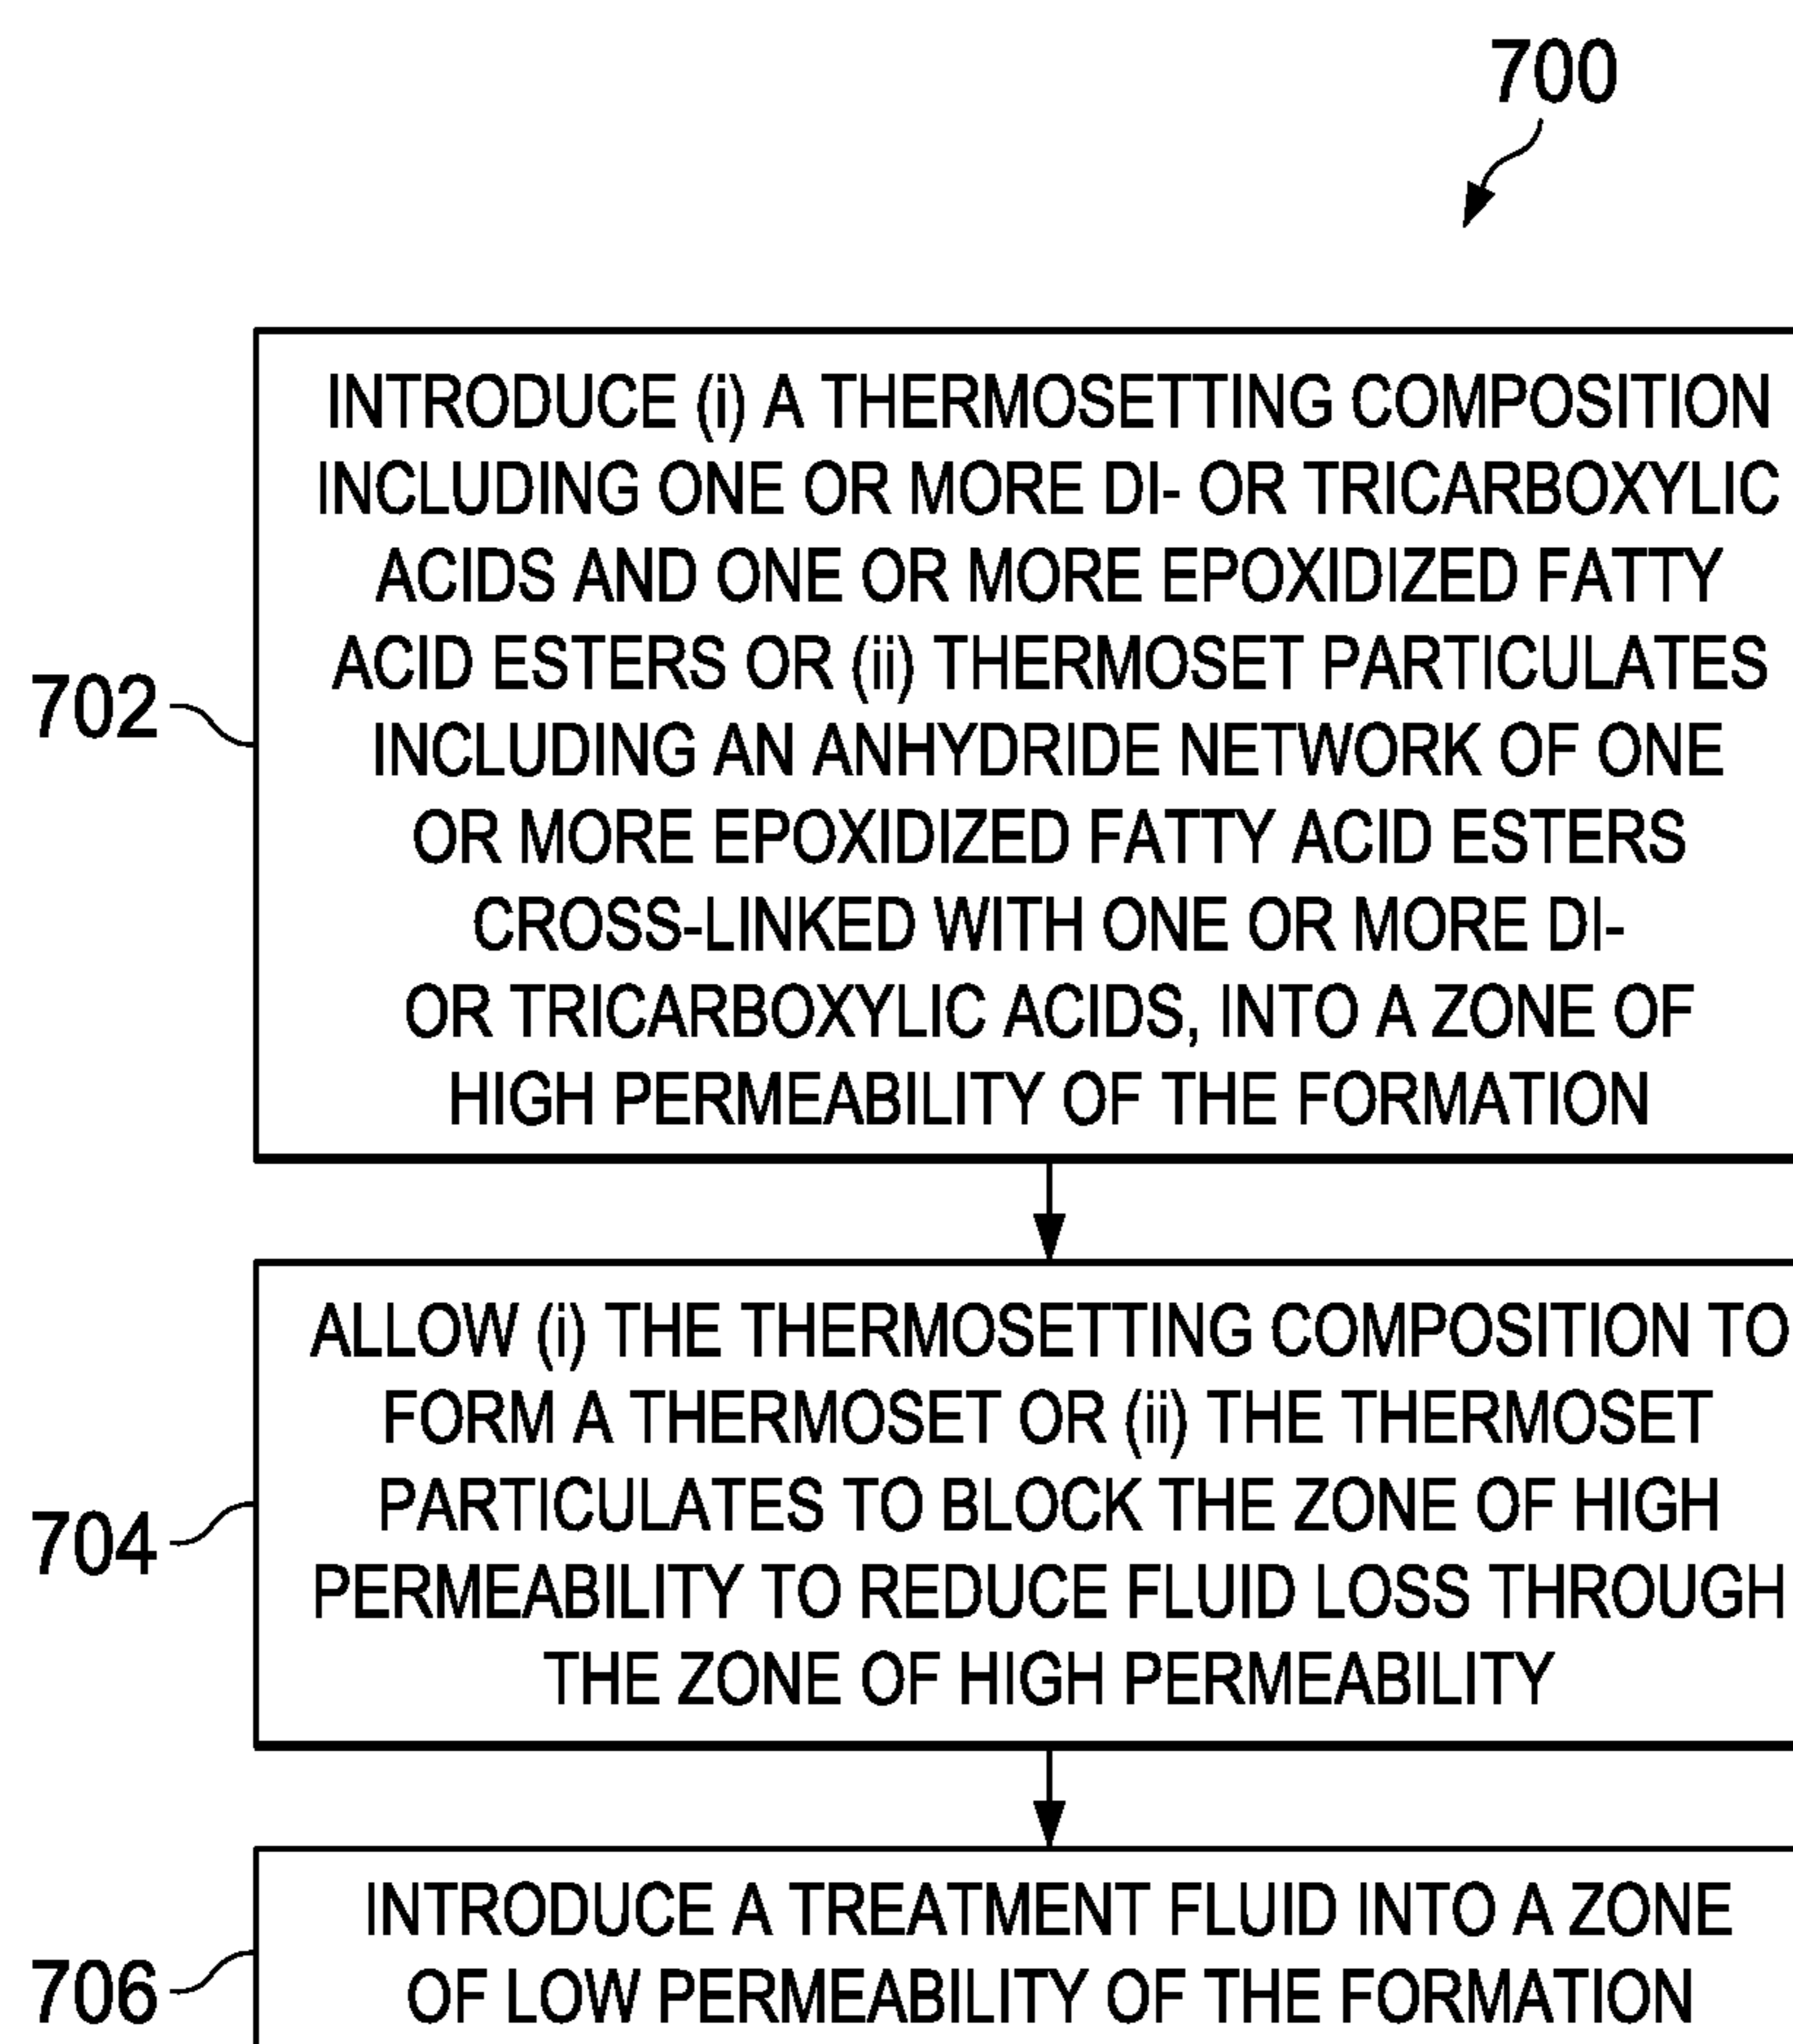 700
702
INTRODUCE (i) A THERMOSETTING COMPOSITION
INCLUDING ONE OR MORE DI- OR TRICARBOXYLIC
ACIDS AND ONE OR MORE EPOXIDIZED FATTY
ACID ESTERS OR (ii) THERMOSET PARTICULATES
INCLUDING AN ANHYDRIDE NETWORK OF ONE
OR MORE EPOXIDIZED FATTY ACID ESTERS
CROSS-LINKED WITH ONE OR MORE DI-
OR TRICARBOXYLIC ACIDS, INTO A ZONE OF
HIGH PERMEABILITY OF THE FORMATION
704
ALLOW (i) THE THERMOSETTING COMPOSITION TO
FORM A THERMOSET OR (ii) THE THERMOSET
PARTICULATES TO BLOCK THE ZONE OF HIGH
PERMEABILITY TO REDUCE FLUID LOSS THROUGH
THE ZONE OF HIGH PERMEABILITY
706
INTRODUCE A TREATMENT FLUID INTO A ZONE
OF LOW PERMEABILITY OF THE FORMATION